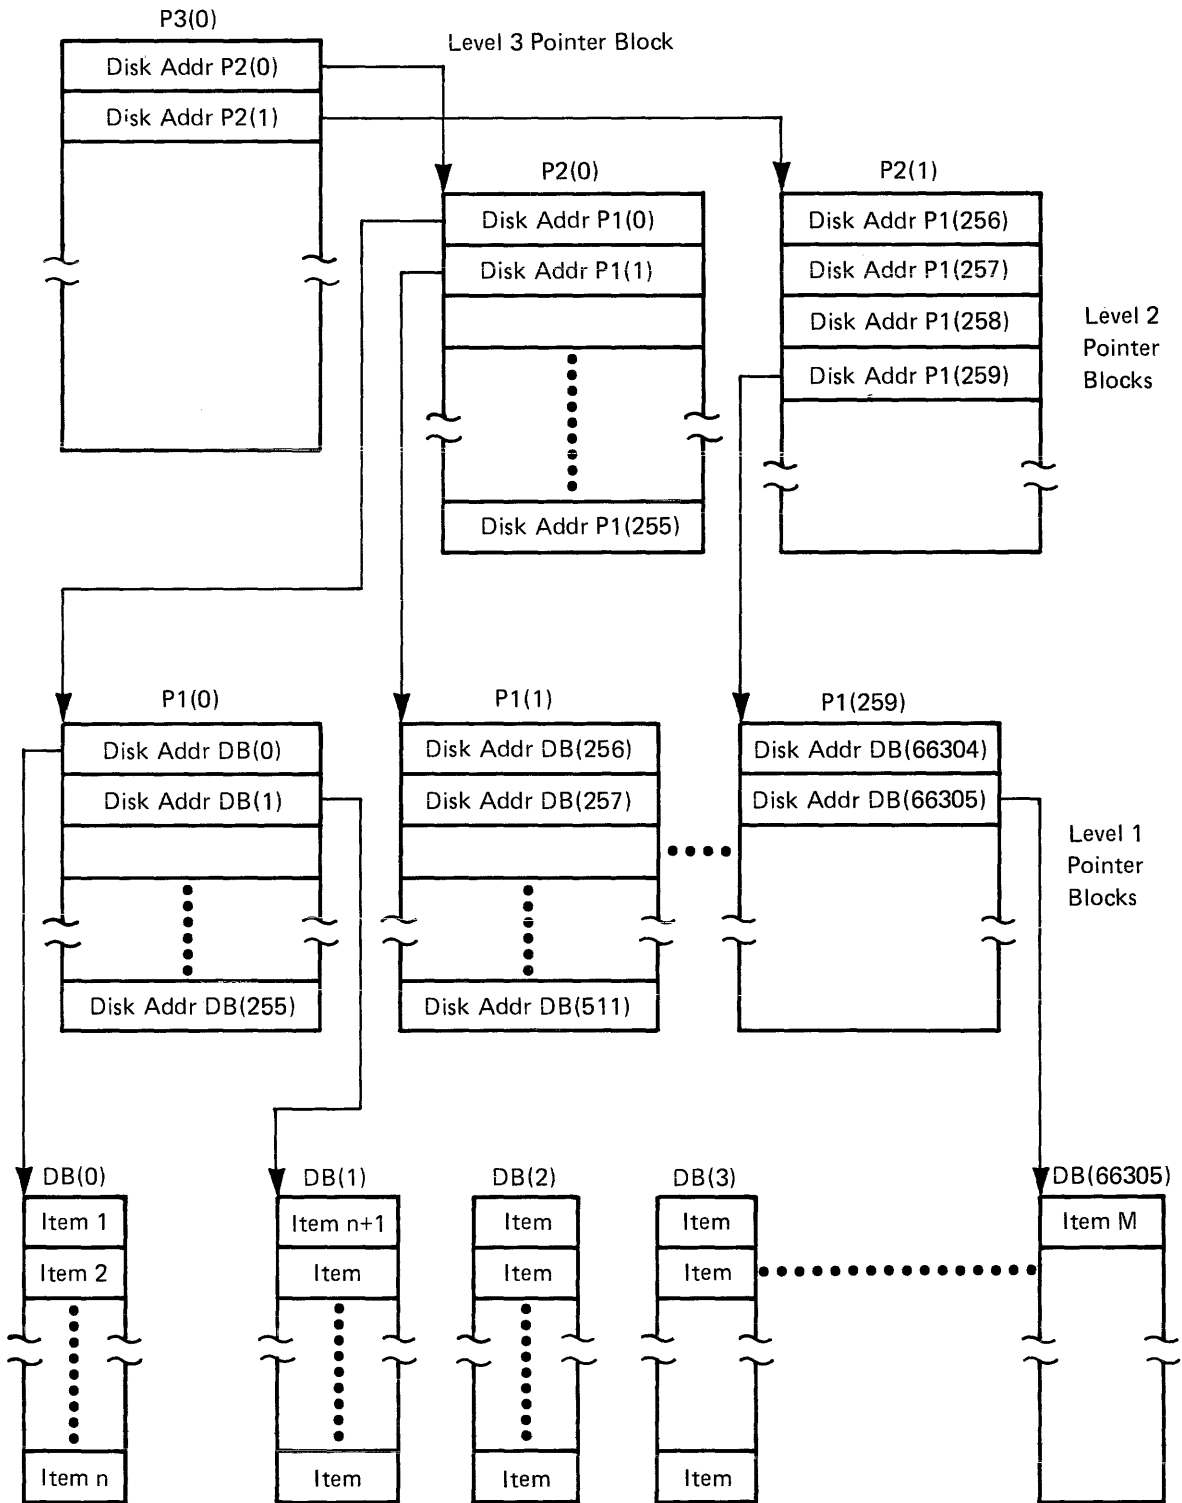 P3(0)
Level 3 Pointer Block
Disk Addr P2(0)
Disk Addr P2(1)
P2(0)
P2(1)
Disk Addr P1(0)
Disk Addr P1(1)
Disk Addr P1(255)
Disk Addr P1(256)
Disk Addr P1(257)
Disk Addr P1(258)
Disk Addr P1(259)
Level 2
Pointer
Blocks
P1(0)
P1(1)
P1(259)
Disk Addr DB(0)
Disk Addr DB(1)
Disk Addr DB(255)
Disk Addr DB(256)
Disk Addr DB(257)
Disk Addr DB(511)
Disk Addr DB(66304)
Disk Addr DB(66305)
Level 1
Pointer
Blocks
DB(0)
Item 1
Item 2
Item n
DB(1)
Item n+1
Item
Item
DB(2)
Item
Item
Item
DB(3)
Item
Item
Item
DB(66305)
Item M